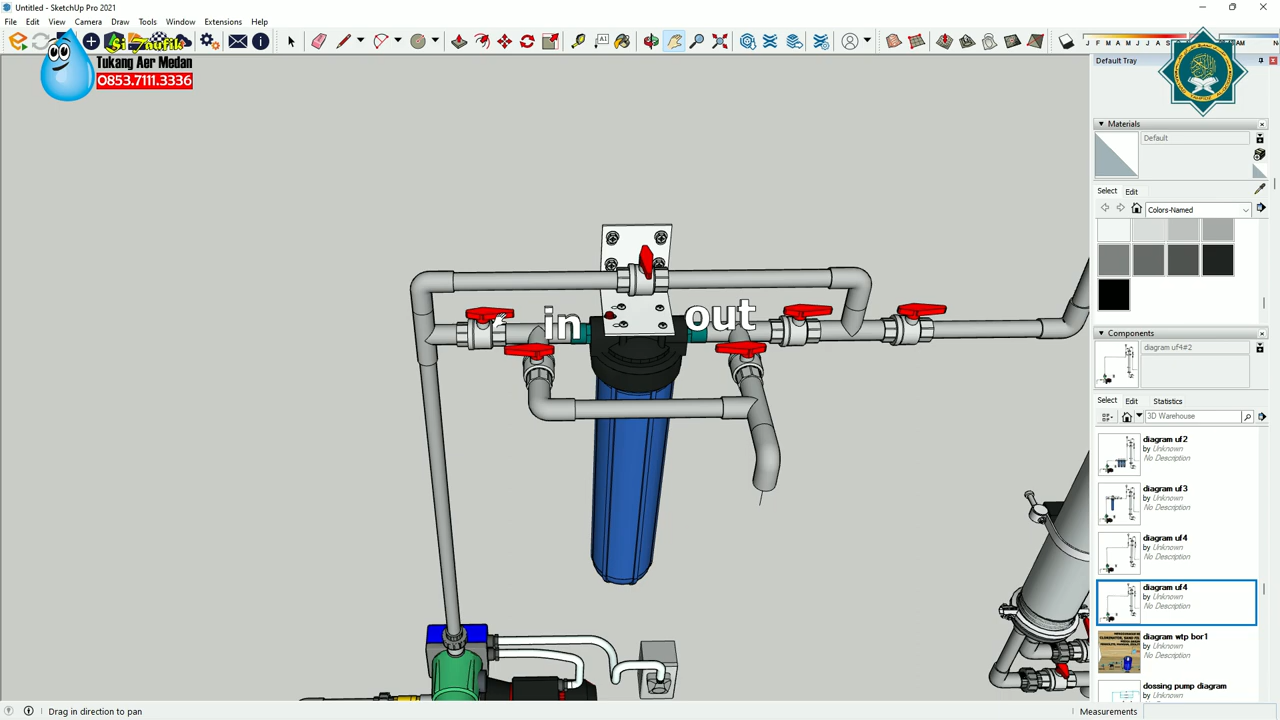 Untitled - SketchUp Pro 2021
File Edit View Camera Draw Tools Window Extensions Help
Si Taufik
Tukang Aer Medan
0853.7111.3336
J F M A M J
AM
Default Tray
Materials
Default
Select Edit
Colors-Named
in
out
Components
diagram uf4#2
Select Edit Statistics
3D Warehouse
diagram uf2
by Unknown
No Description
diagram uf3
by Unknown
No Description
diagram uf4
by Unknown
No Description
diagram uf4
by Unknown
No Description
diagram wtp bor1
by Unknown
No Description
dossing pump diagram
Drag in direction to pan
Measurements